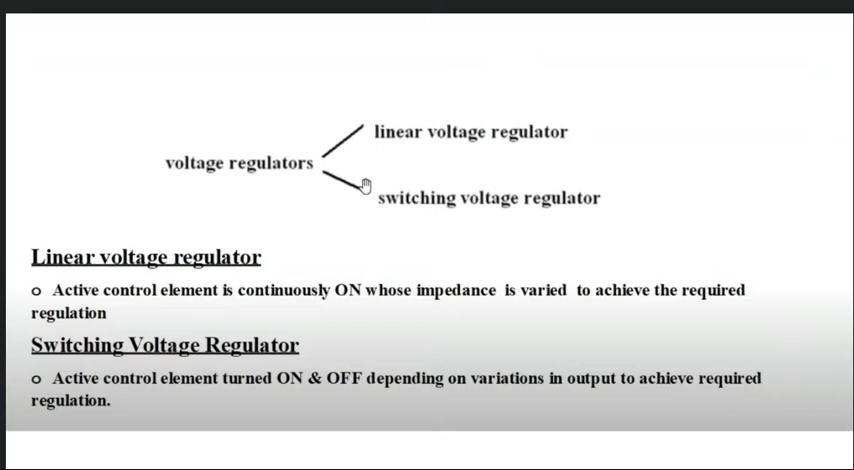 linear voltage regulator
voltage regulators
switching voltage regulator
Linear voltage regulator
o Active control element is continuously ON whose impedance is varied to achieve the required
regulation
Switching Voltage Regulator
o Active control element turned ON & OFF depending on variations in output to achieve required
regulation.